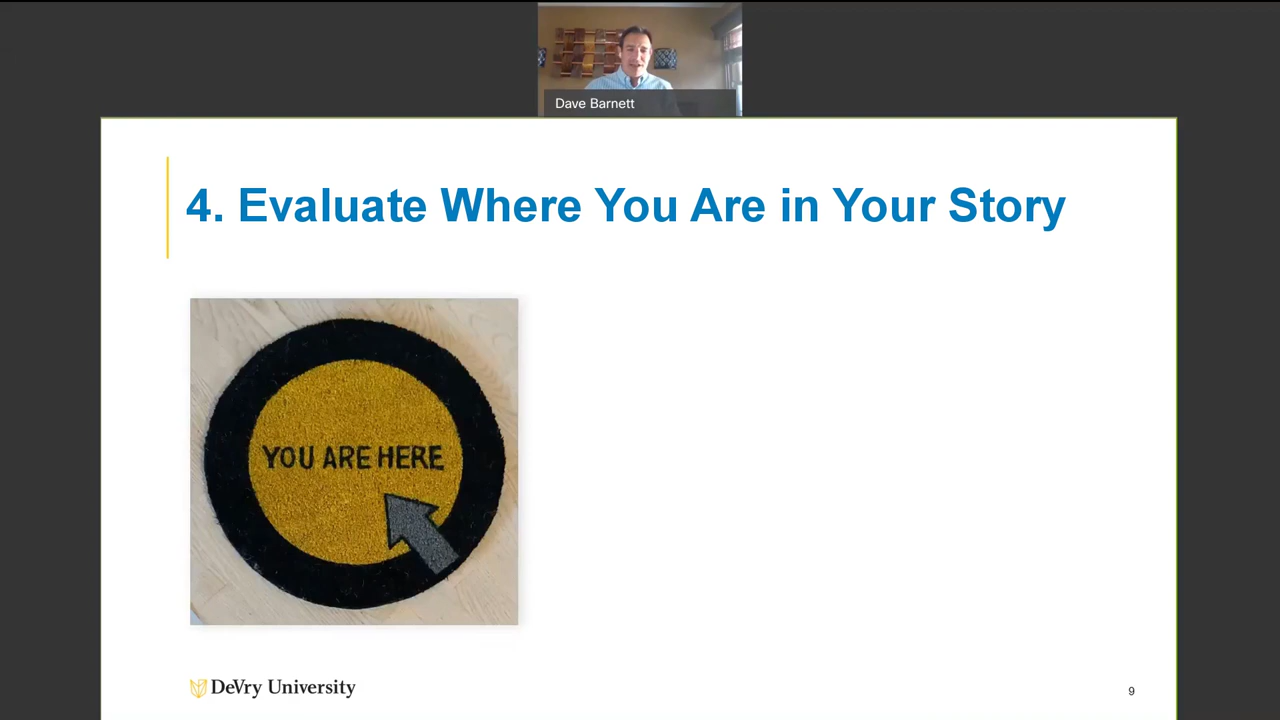 Dave Barnett
4. Evaluate Where You Are in Your Story
YOU ARE HERE
DeVry University
9